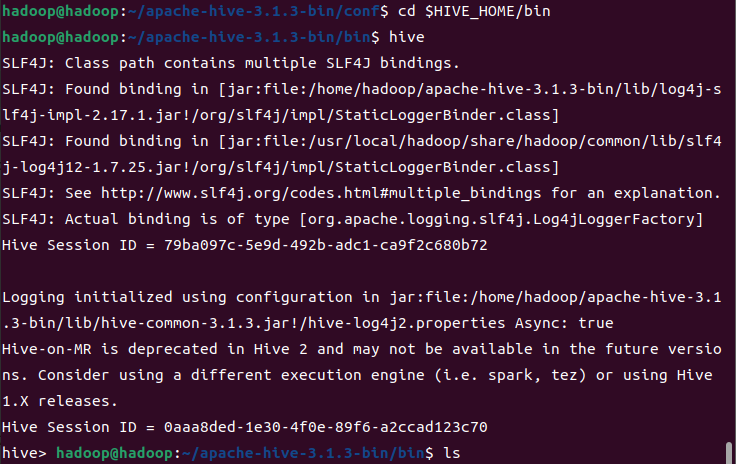 hadoop@hadoop:~/apache-hive-3.1.3-bin/conf$ cd $HIVE_HOME/bin
hadoop@hadoop:~/apache-hive-3.1.3-bin/bin$ hive
SLF4J: Class path contains multiple SLF4J bindings.
SLF4J: Found binding in [jar:file:/home/hadoop/apache-hive-3.1.3-bin/lib/log4j-s
lf4j-impl-2.17.1.jar!/org/slf4j/impl/StaticLoggerBinder.class]
SLF4J: Found binding in [jar:file:/usr/local/hadoop/share/hadoop/common/lib/slf4
j-log4j12-1.7.25.jar!/org/slf4j/impl/StaticLoggerBinder.class]
SLF4J: See http://www.slf4j.org/codes.html#multiple_bindings for an explanation.
SLF4J: Actual binding is of type [org.apache.logging.slf4j.Log4jLoggerFactory]
Hive Session ID = 79ba097c-5e9d-492b-adc1-ca9f2c680b72
Logging initialized using configuration in jar:file:/home/hadoop/apache-hive-3.1
.3-bin/lib/hive-common-3.1.3.jar!/hive-log4j2.properties Async: true
Hive-on-MR is deprecated in Hive 2 and may not be available in the future versio
ns. Consider using a different execution engine (i.e. spark, tez) or using Hive
1.X releases.
Hive Session ID = 0aaa8ded-1e30-4f0e-89f6-a2ccad123c70
hive> hadoop@hadoop:~/apache-hive-3.1.3-bin/bin$ ls